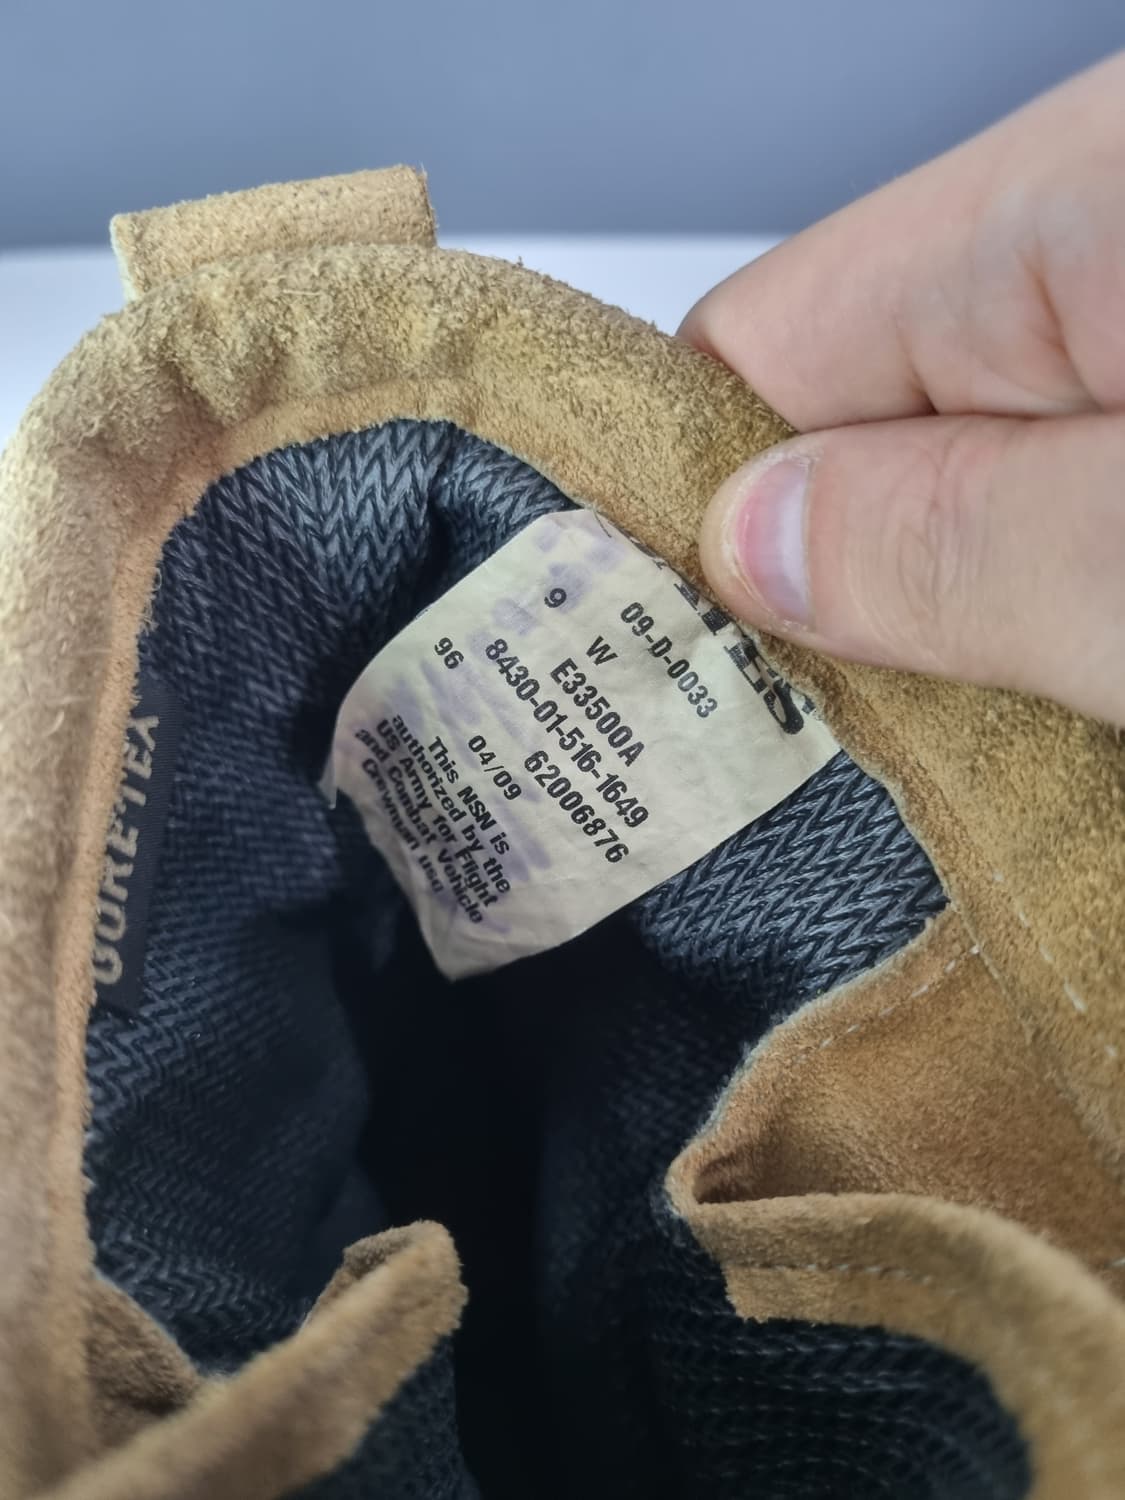 09-D-0033
9 W
E33500A
8430-01-516-1649
96 62006876
04/09
This NSN is
authorized by the
US Army for Flight
and Combat Vehicle
Crewman use
GORE-TEX